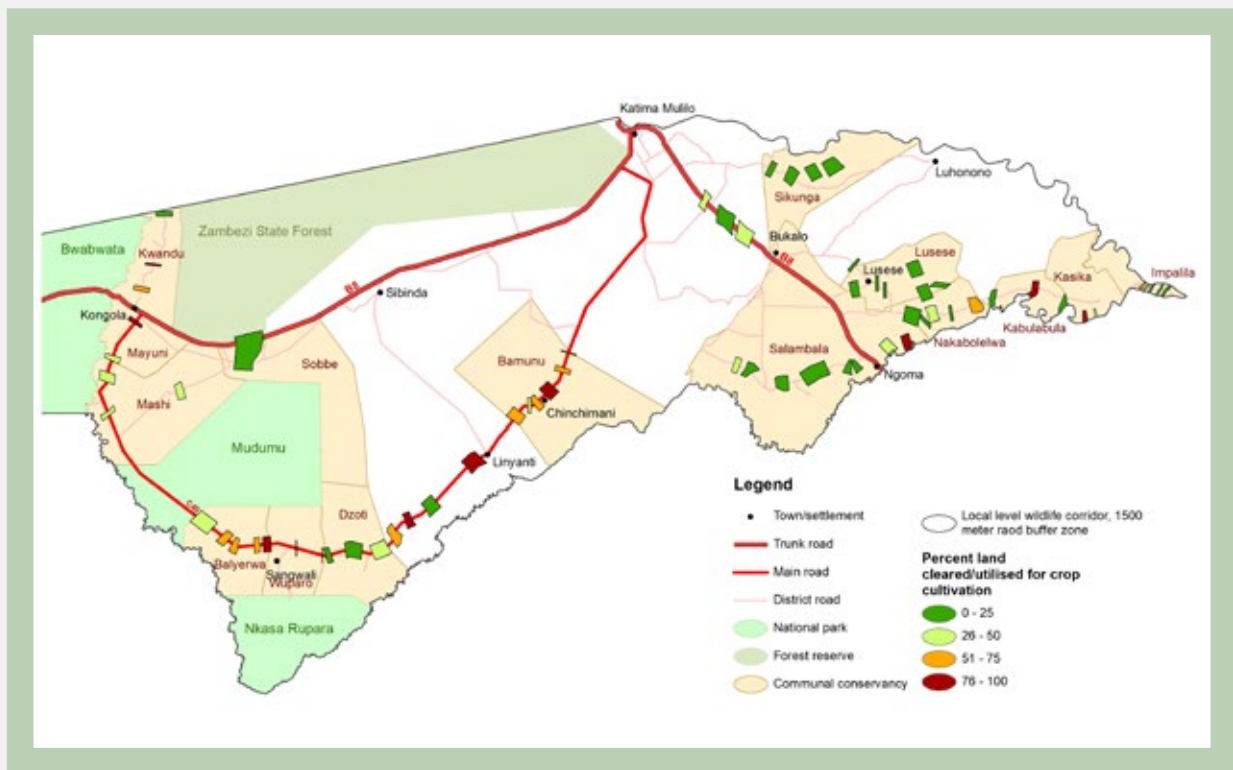 Katima Mulilo
Luhonono
Sikunga
Zambezi State Forest
Bwabwata
Kwandu
Bukalo
B8
Lusese
Lusese
Kasika
Impalila
B8
Sibinda
Kongola
Kabulabula
Nakabolelwa
Mayuni
Sobbe
Bamunu
Salambala
Ngoma
Mashi
Chinchimani
Mudumu
Linyanti
Dzoti
Balyerwa
Sangwali
Wuparo
Nkasa Rupara
Legend
Town/settlement
Trunk road
Main road
District road
National park
Forest reserve
Communal conservancy
Local level wildlife corridor, 1500
meter raod buffer zone
Percent land
cleared/utilised for crop
cultivation
0 - 25
26 - 50
51 - 75
76 - 100